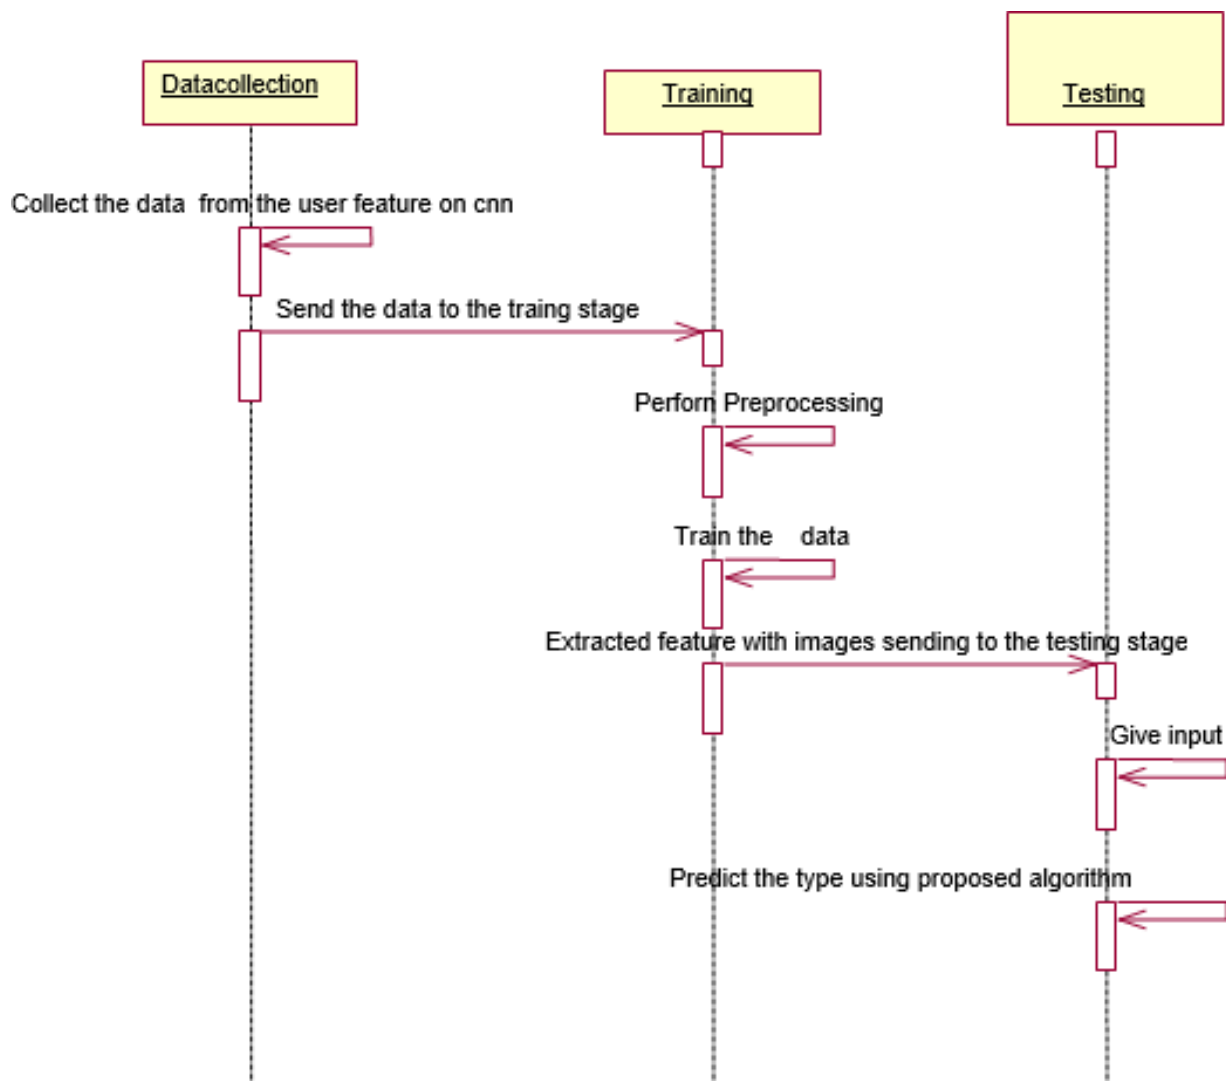 Datacollection
Training
Testing
Collect the data  from the user feature on cnn
Send the data to the traing stage
Perforn Preprocessing
Train the    data
Extracted feature with images sending to the testing stage
Give input
Predict the type using proposed algorithm